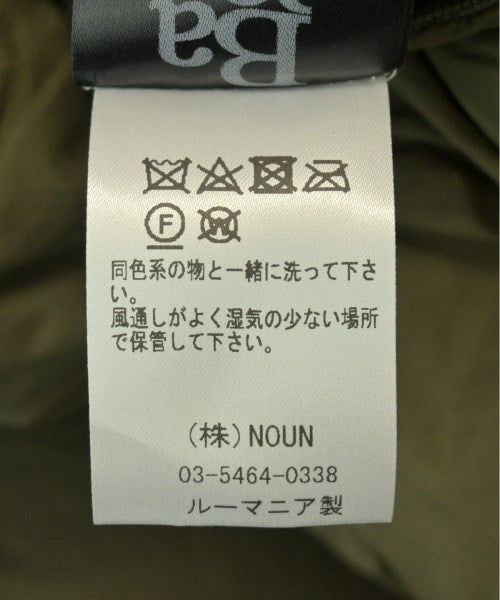 Ba
F
W
同色系の物と一緒に洗って下さ
い。
風通しがよく湿気の少ない場所
で保管して下さい。
（株）NOUN
03-5464-0338
ルーマニア製